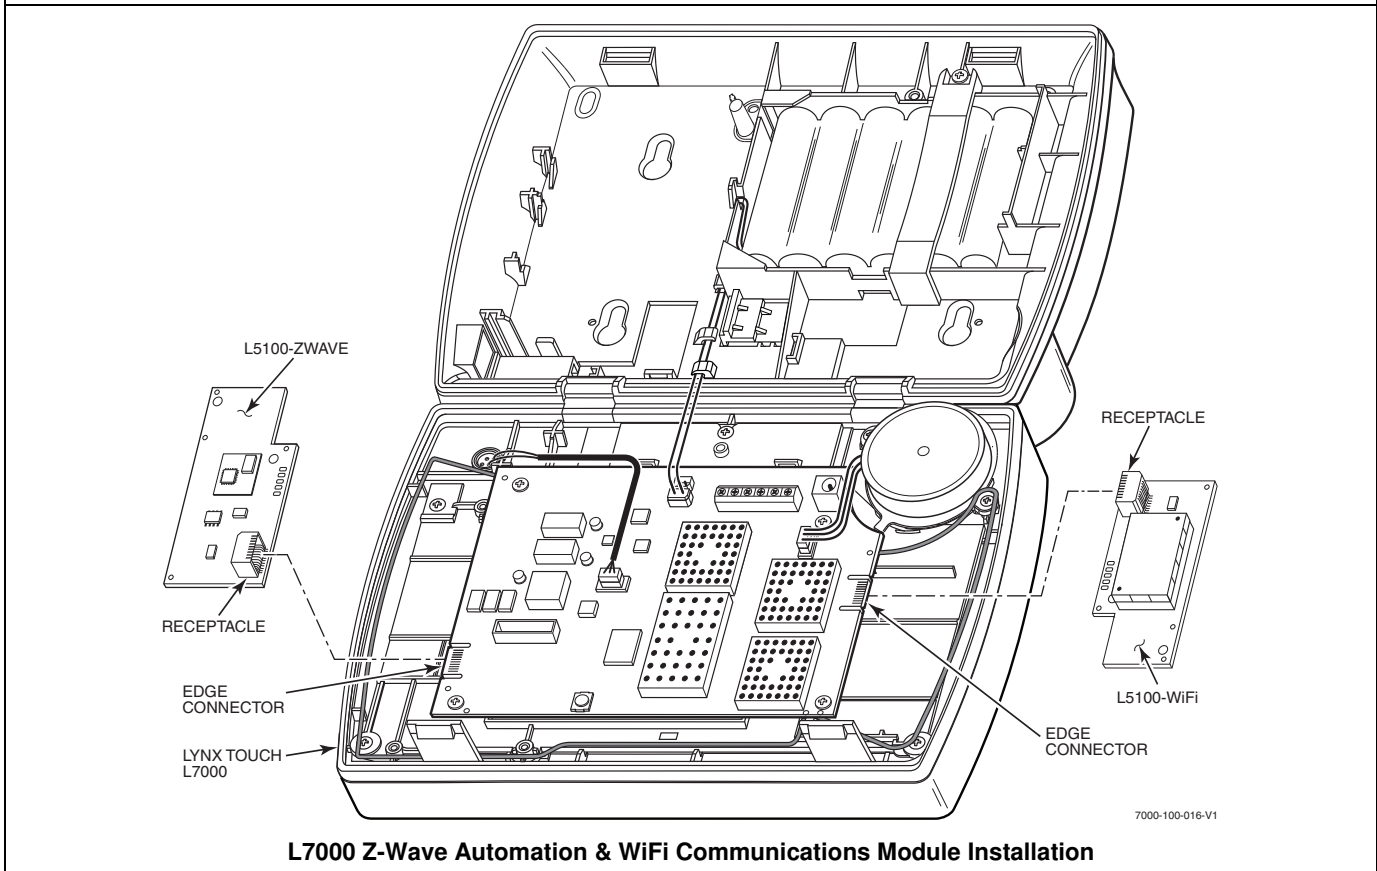 L5100-ZWAVE
RECEPTACLE
RECEPTACLE
EDGE
CONNECTOR
L5100-WiFi
EDGE
CONNECTOR
LYNX TOUCH
L7000
7000-100-016-V1
L7000 Z-Wave Automation & WiFi Communications Module Installation